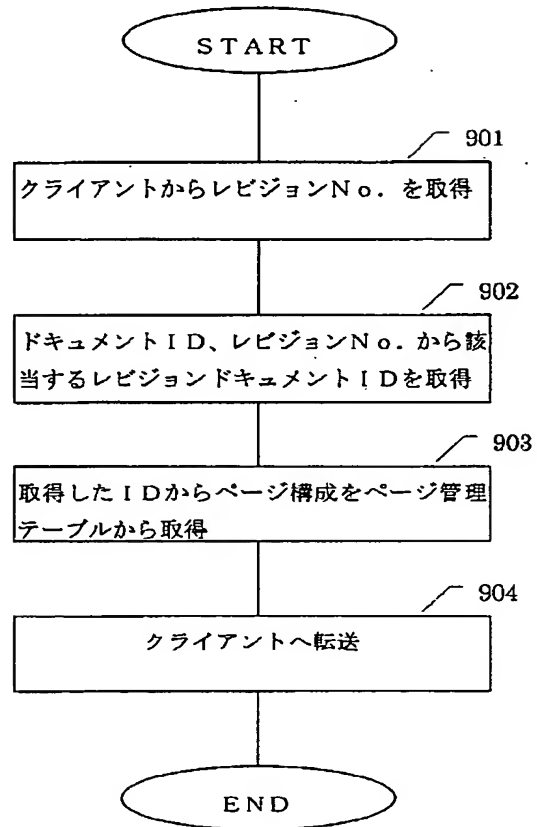 START
901
クライアントからレビジョンNo．を取得
902
ドキュメントID、レビジョンNo．から該
当するレビジョンドキュメントIDを取得
903
取得したIDからページ構成をページ管理
テーブルから取得
904
クライアントへ転送
END